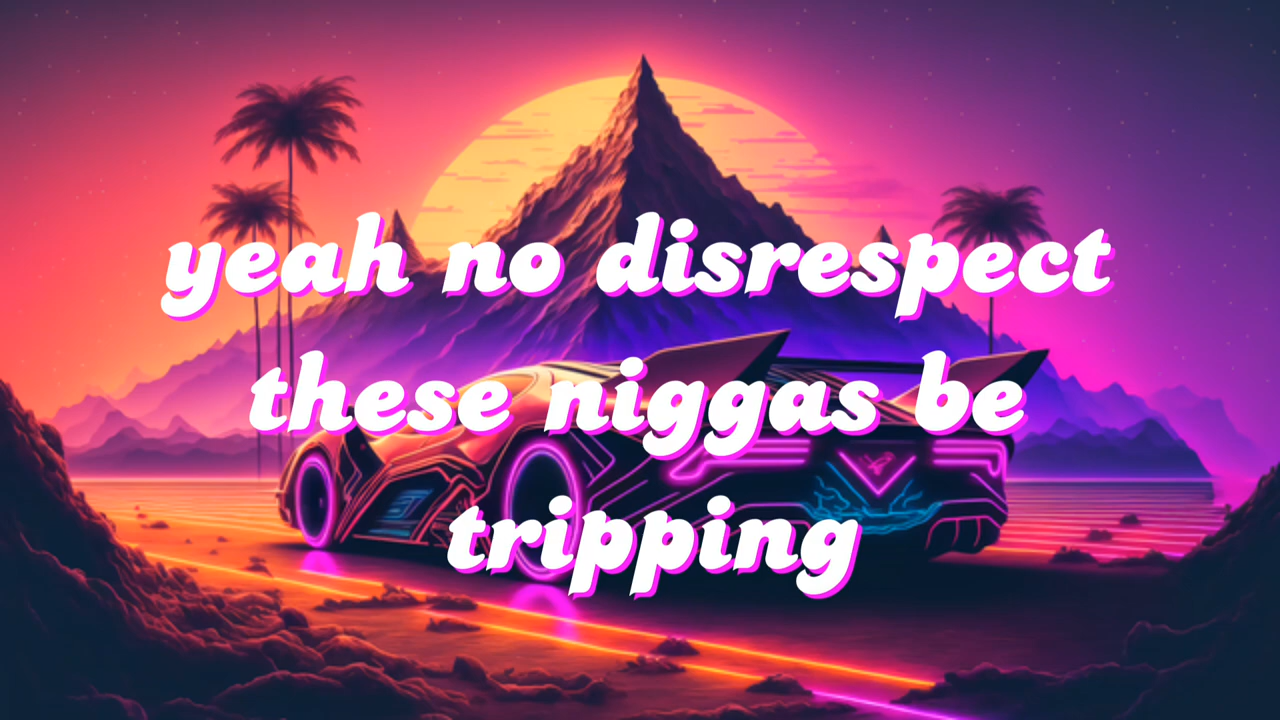 yeah no disrespect
these niggas be
tripping